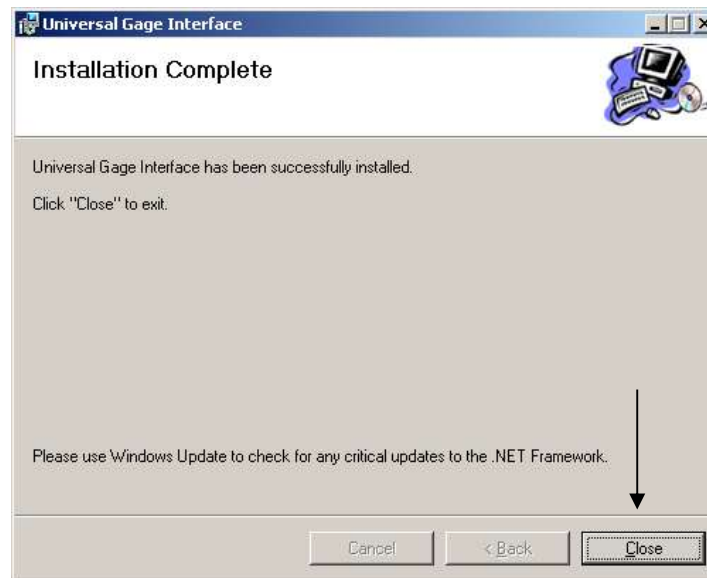 Universal Gage Interface
Installation Complete
Universal Gage Interface has been successfully installed.
Click "Close" to exit.
Please use Windows Update to check for any critical updates to the .NET Framework.
Cancel < Back Close